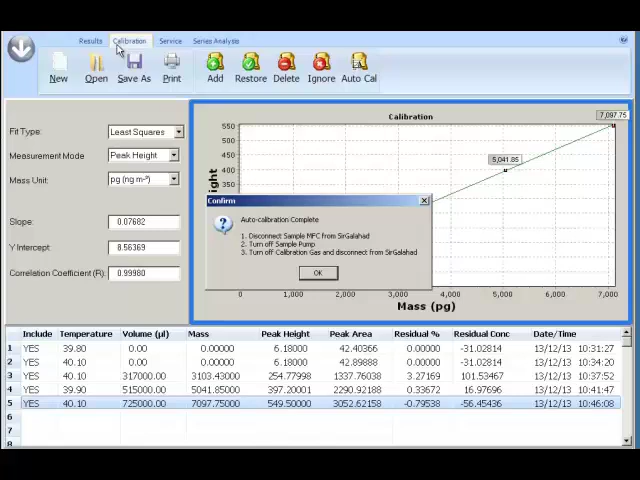 Results Calibration Service Series Analysis
New Open Save As Print Add Restore Delete Ignore Auto Cal
Calibration
Fit Type: Least Squares
Measurement Mode Peak Height
Mass Unit: pg (ng m-³)
Slope: 0.07682
Y Intercept: 8.56369
Correlation Coefficient (R): 0.99980
7,097.75
550
500
450
400
350
5,041.85
Confirm
Auto-calibration Complete
1. Disconnect Sample MFC from SirGalahad
2. Turn off Sample Pump
3. Turn off Calibration Gas and disconnect from SirGalahad
OK
0 1,000 2,000 3,000 4,000 5,000 6,000 7,000
Mass (pg)
Include Temperature Volume (µl) Mass Peak Height Peak Area Residual % Residual Conc Date/Time
1 YES 39.80 0.00 0.00000 6.18000 42.40366 0.00000 -31.02814 13/12/13 10:31:27
2 YES 40.10 0.00 0.00000 6.18000 42.89888 0.00000 -31.02814 13/12/13 10:34:20
3 YES 40.10 317000.00 3103.43000 254.77998 1337.76038 3.27169 101.53467 13/12/13 10:37:52
4 YES 39.90 515000.00 5041.85000 397.20001 2290.92188 0.33672 16.97696 13/12/13 10:41:47
5 YES 40.10 725000.00 7097.75000 549.50000 3052.62158 -0.79538 -56.45436 13/12/13 10:46:08
6
7
8